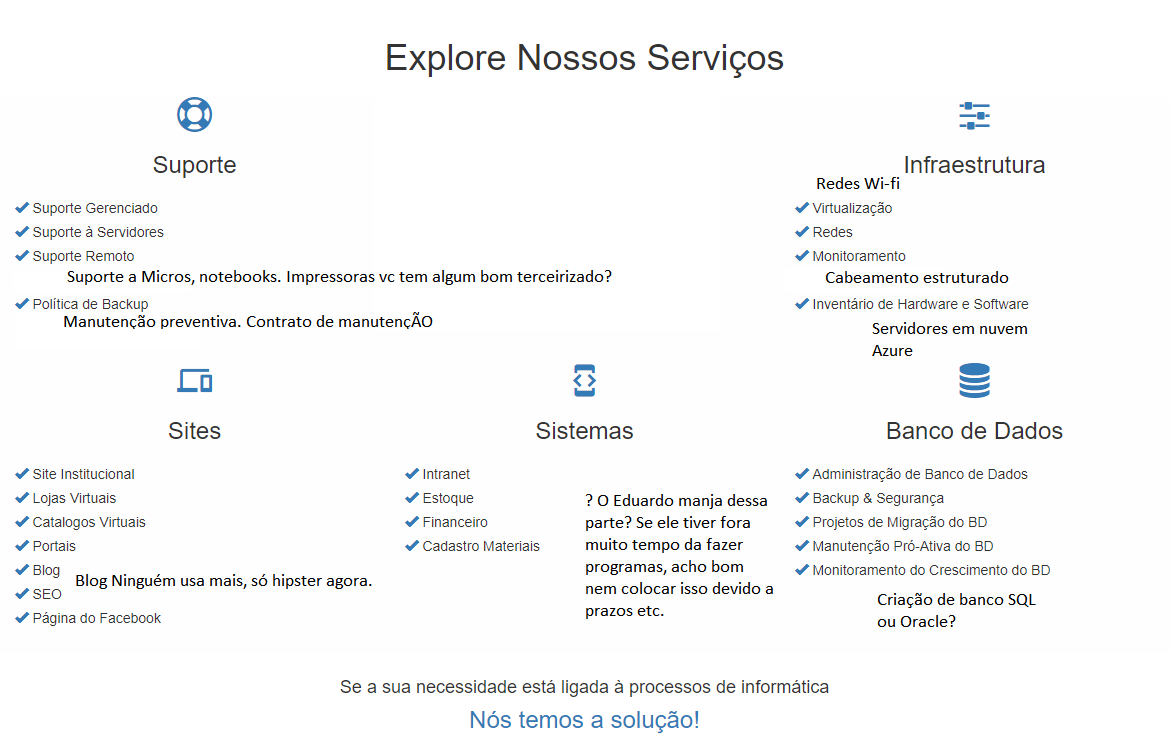 Explore Nossos Serviços
Suporte
Suporte Gerenciado
Suporte à Servidores
Suporte Remoto
Suporte a Micros, notebooks. Impressoras vc tem algum bom terceirizado?
Política de Backup
Manutenção preventiva. Contrato de manutençÃO
Infraestrutura
Redes Wi-fi
Virtualização
Redes
Monitoramento
Cabeamento estruturado
Inventário de Hardware e Software
Servidores em nuvem
Azure
Sites
Site Institucional
Lojas Virtuais
Catalogos Virtuais
Portais
Blog
Blog Ninguém usa mais, só hipster agora.
SEO
Página do Facebook
Sistemas
Intranet
Estoque
Financeiro
Cadastro Materiais
? O Eduardo manja dessa
parte? Se ele tiver fora
muito tempo da fazer
programas, acho bom
nem colocar isso devido a
prazos etc.
Banco de Dados
Administração de Banco de Dados
Backup & Segurança
Projetos de Migração do BD
Manutenção Pró-Ativa do BD
Monitoramento do Crescimento do BD
Criação de banco SQL
ou Oracle?
Se a sua necessidade está ligada à processos de informática
Nós temos a solução!